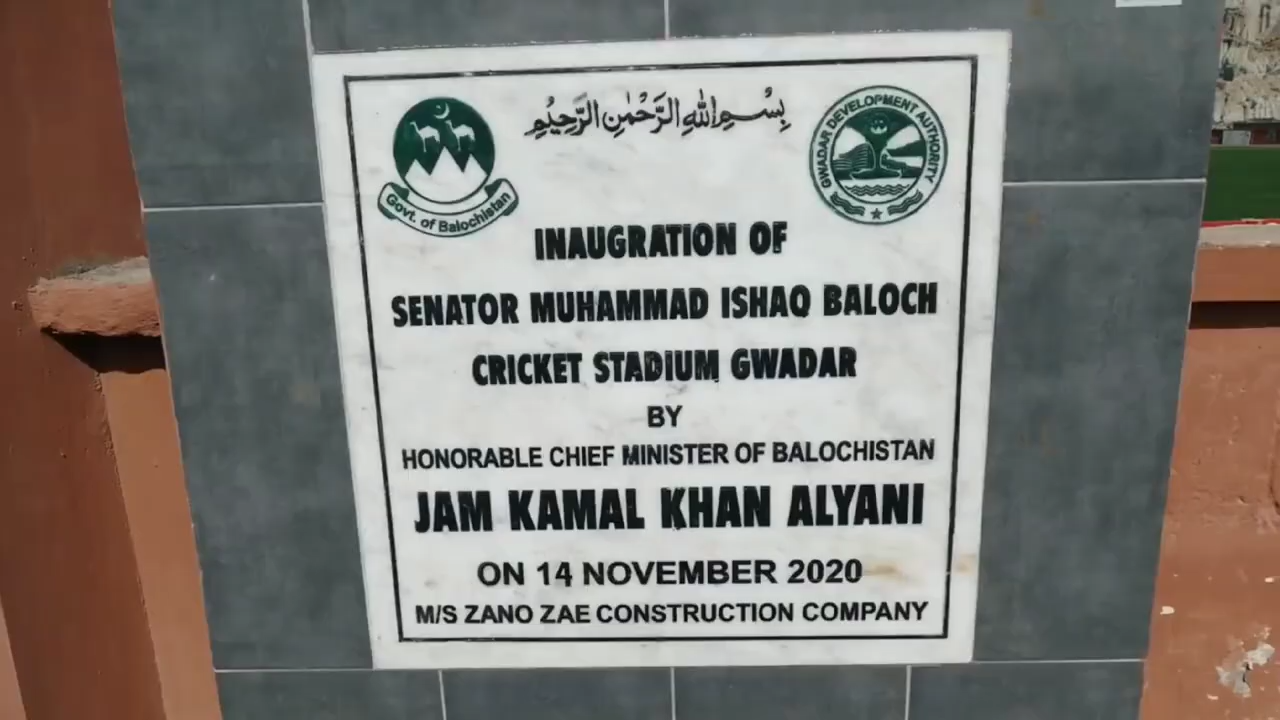 بِسْمِ اللهِ الرَّحْمٰنِ الرَّحِيْمِ
Govt. of Balochistan
GWADAR DEVELOPMENT AUTHORITY
INAUGRATION OF
SENATOR MUHAMMAD ISHAQ BALOCH
CRICKET STADIUM GWADAR
BY
HONORABLE CHIEF MINISTER OF BALOCHISTAN
JAM KAMAL KHAN ALYANI
ON 14 NOVEMBER 2020
M/S ZANO ZAE CONSTRUCTION COMPANY